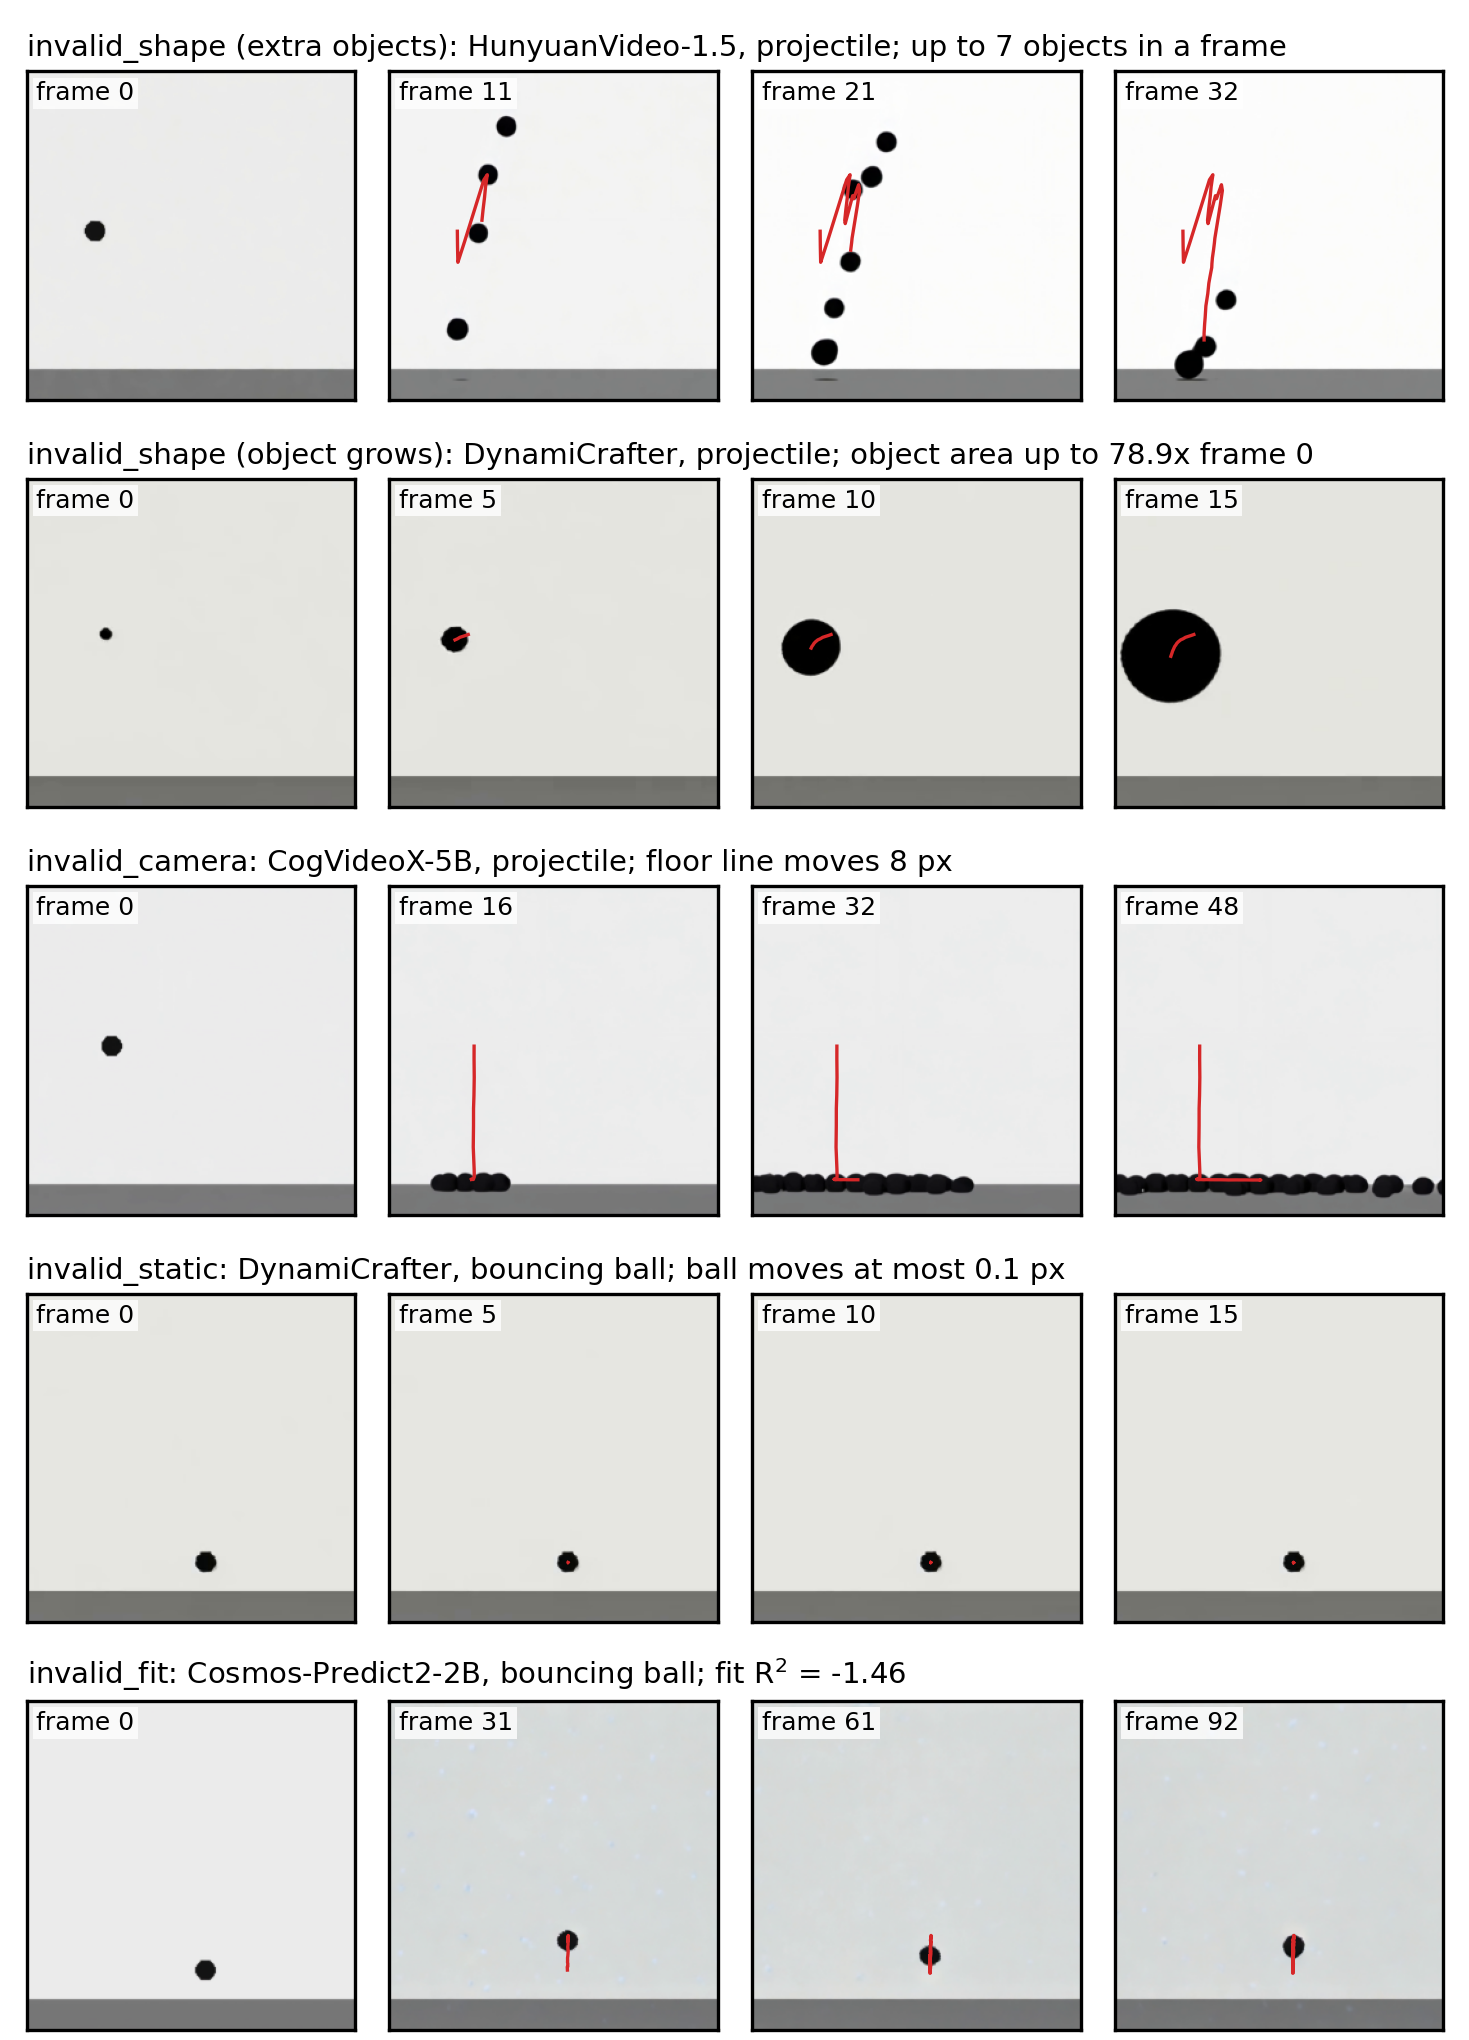 invalid_shape (extra objects): HunyuanVideo-1.5, projectile; up to 7 objects in a frame
frame 0
frame 11
frame 21
frame 32
invalid_shape (object grows): DynamiCrafter, projectile; object area up to 78.9x frame 0
frame 0
frame 5
frame 10
frame 15
invalid_camera: CogVideoX-5B, projectile; floor line moves 8 px
frame 0
frame 16
frame 32
frame 48
invalid_static: DynamiCrafter, bouncing ball; ball moves at most 0.1 px
frame 0
frame 5
frame 10
frame 15
invalid_fit: Cosmos-Predict2-2B, bouncing ball; fit R² = -1.46
frame 0
frame 31
frame 61
frame 92